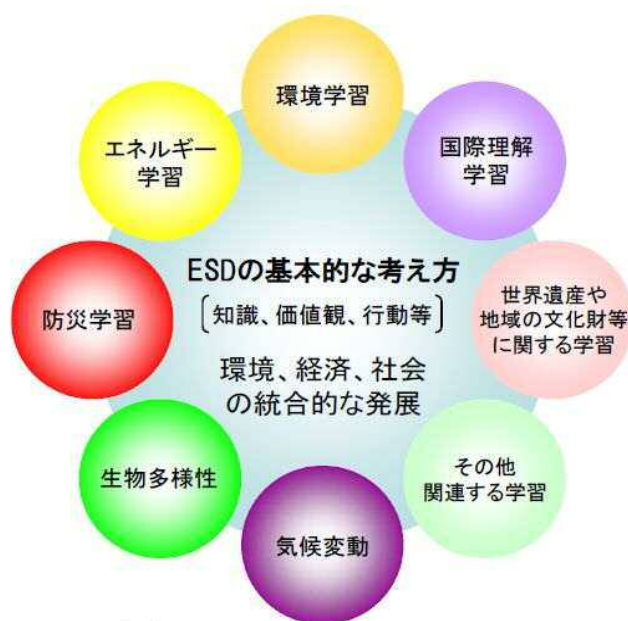 環境学習
国際理解
学習
世界遺産や
地域の文化財等
に関する学習
その他
関連する学習
気候変動
生物多様性
防災学習
エネルギー
学習
ESDの基本的な考え方
〔知識、価値観、行動等〕
環境、経済、社会
の統合的な発展